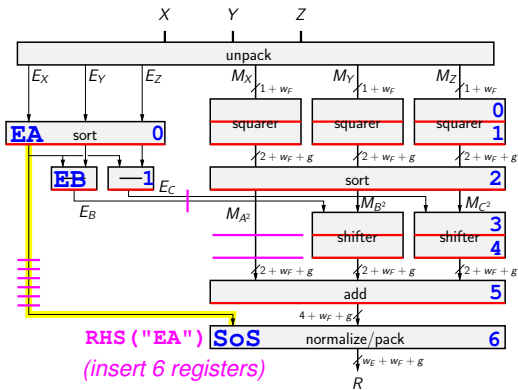 X Y Z
unpack
E_X E_Y E_Z M_X M_Y M_Z
1 + w_F 1 + w_F 1 + w_F
EA sort 0 squarer squarer squarer 0 1
2 + w_F + g 2 + w_F + g 2 + w_F + g
EB −1 sort 2
E_C
E_B M_A² M_B² M_C²
shifter shifter 3 4
2 + w_F + g 2 + w_F + g 2 + w_F + g
add 5
4 + w_F + g
RHS("EA") SoS normalize/pack 6
(insert 6 registers) w_E + w_F + g
R